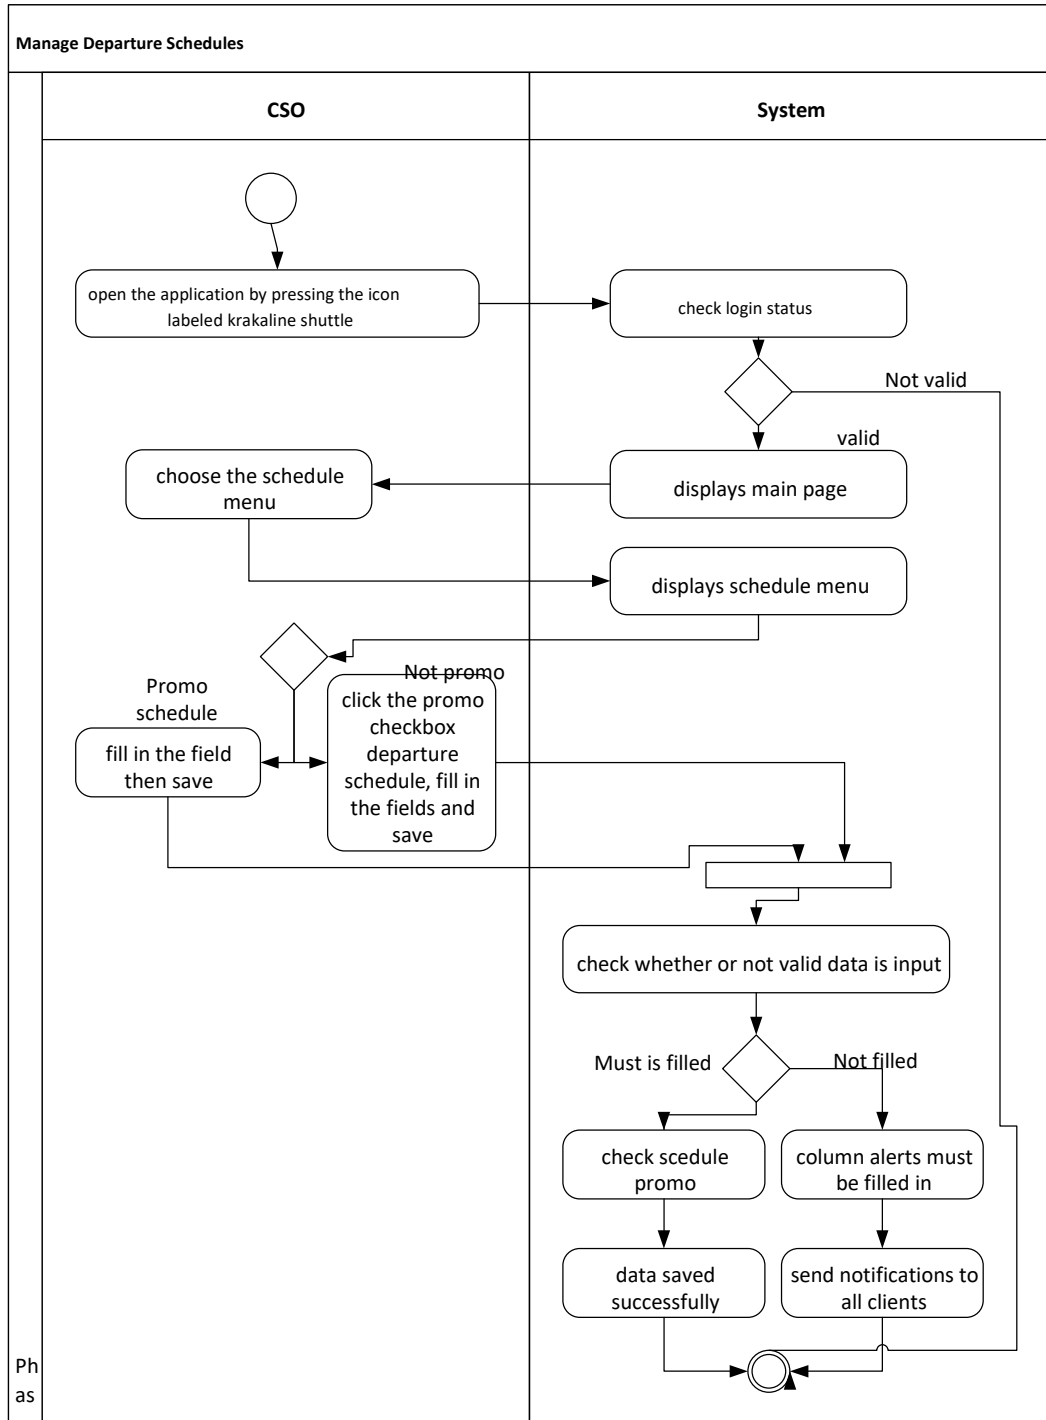 Manage Departure Schedules
CSO
System
open the application by pressing the icon
labeled krakaline shuttle
check login status
Not valid
valid
choose the schedule
menu
displays main page
displays schedule menu
Not promo
Promo
schedule
click the promo
checkbox
departure
schedule, fill in
the fields and
save
fill in the field
then save
check whether or not valid data is input
Must is filled
Not filled
check scedule
promo
column alerts must
be filled in
data saved
successfully
send notifications to
all clients
Ph
as